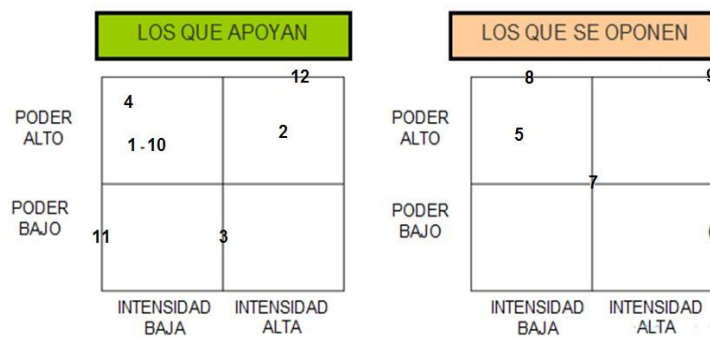 LOS QUE APOYAN
LOS QUE SE OPONEN
12
4
PODER
ALTO
2
1 - 10
PODER
BAJO
11
3
INTENSIDAD
BAJA
INTENSIDAD
ALTA
8
PODER
ALTO
5
7
PODER
BAJO
INTENSIDAD
BAJA
INTENSIDAD
ALTA